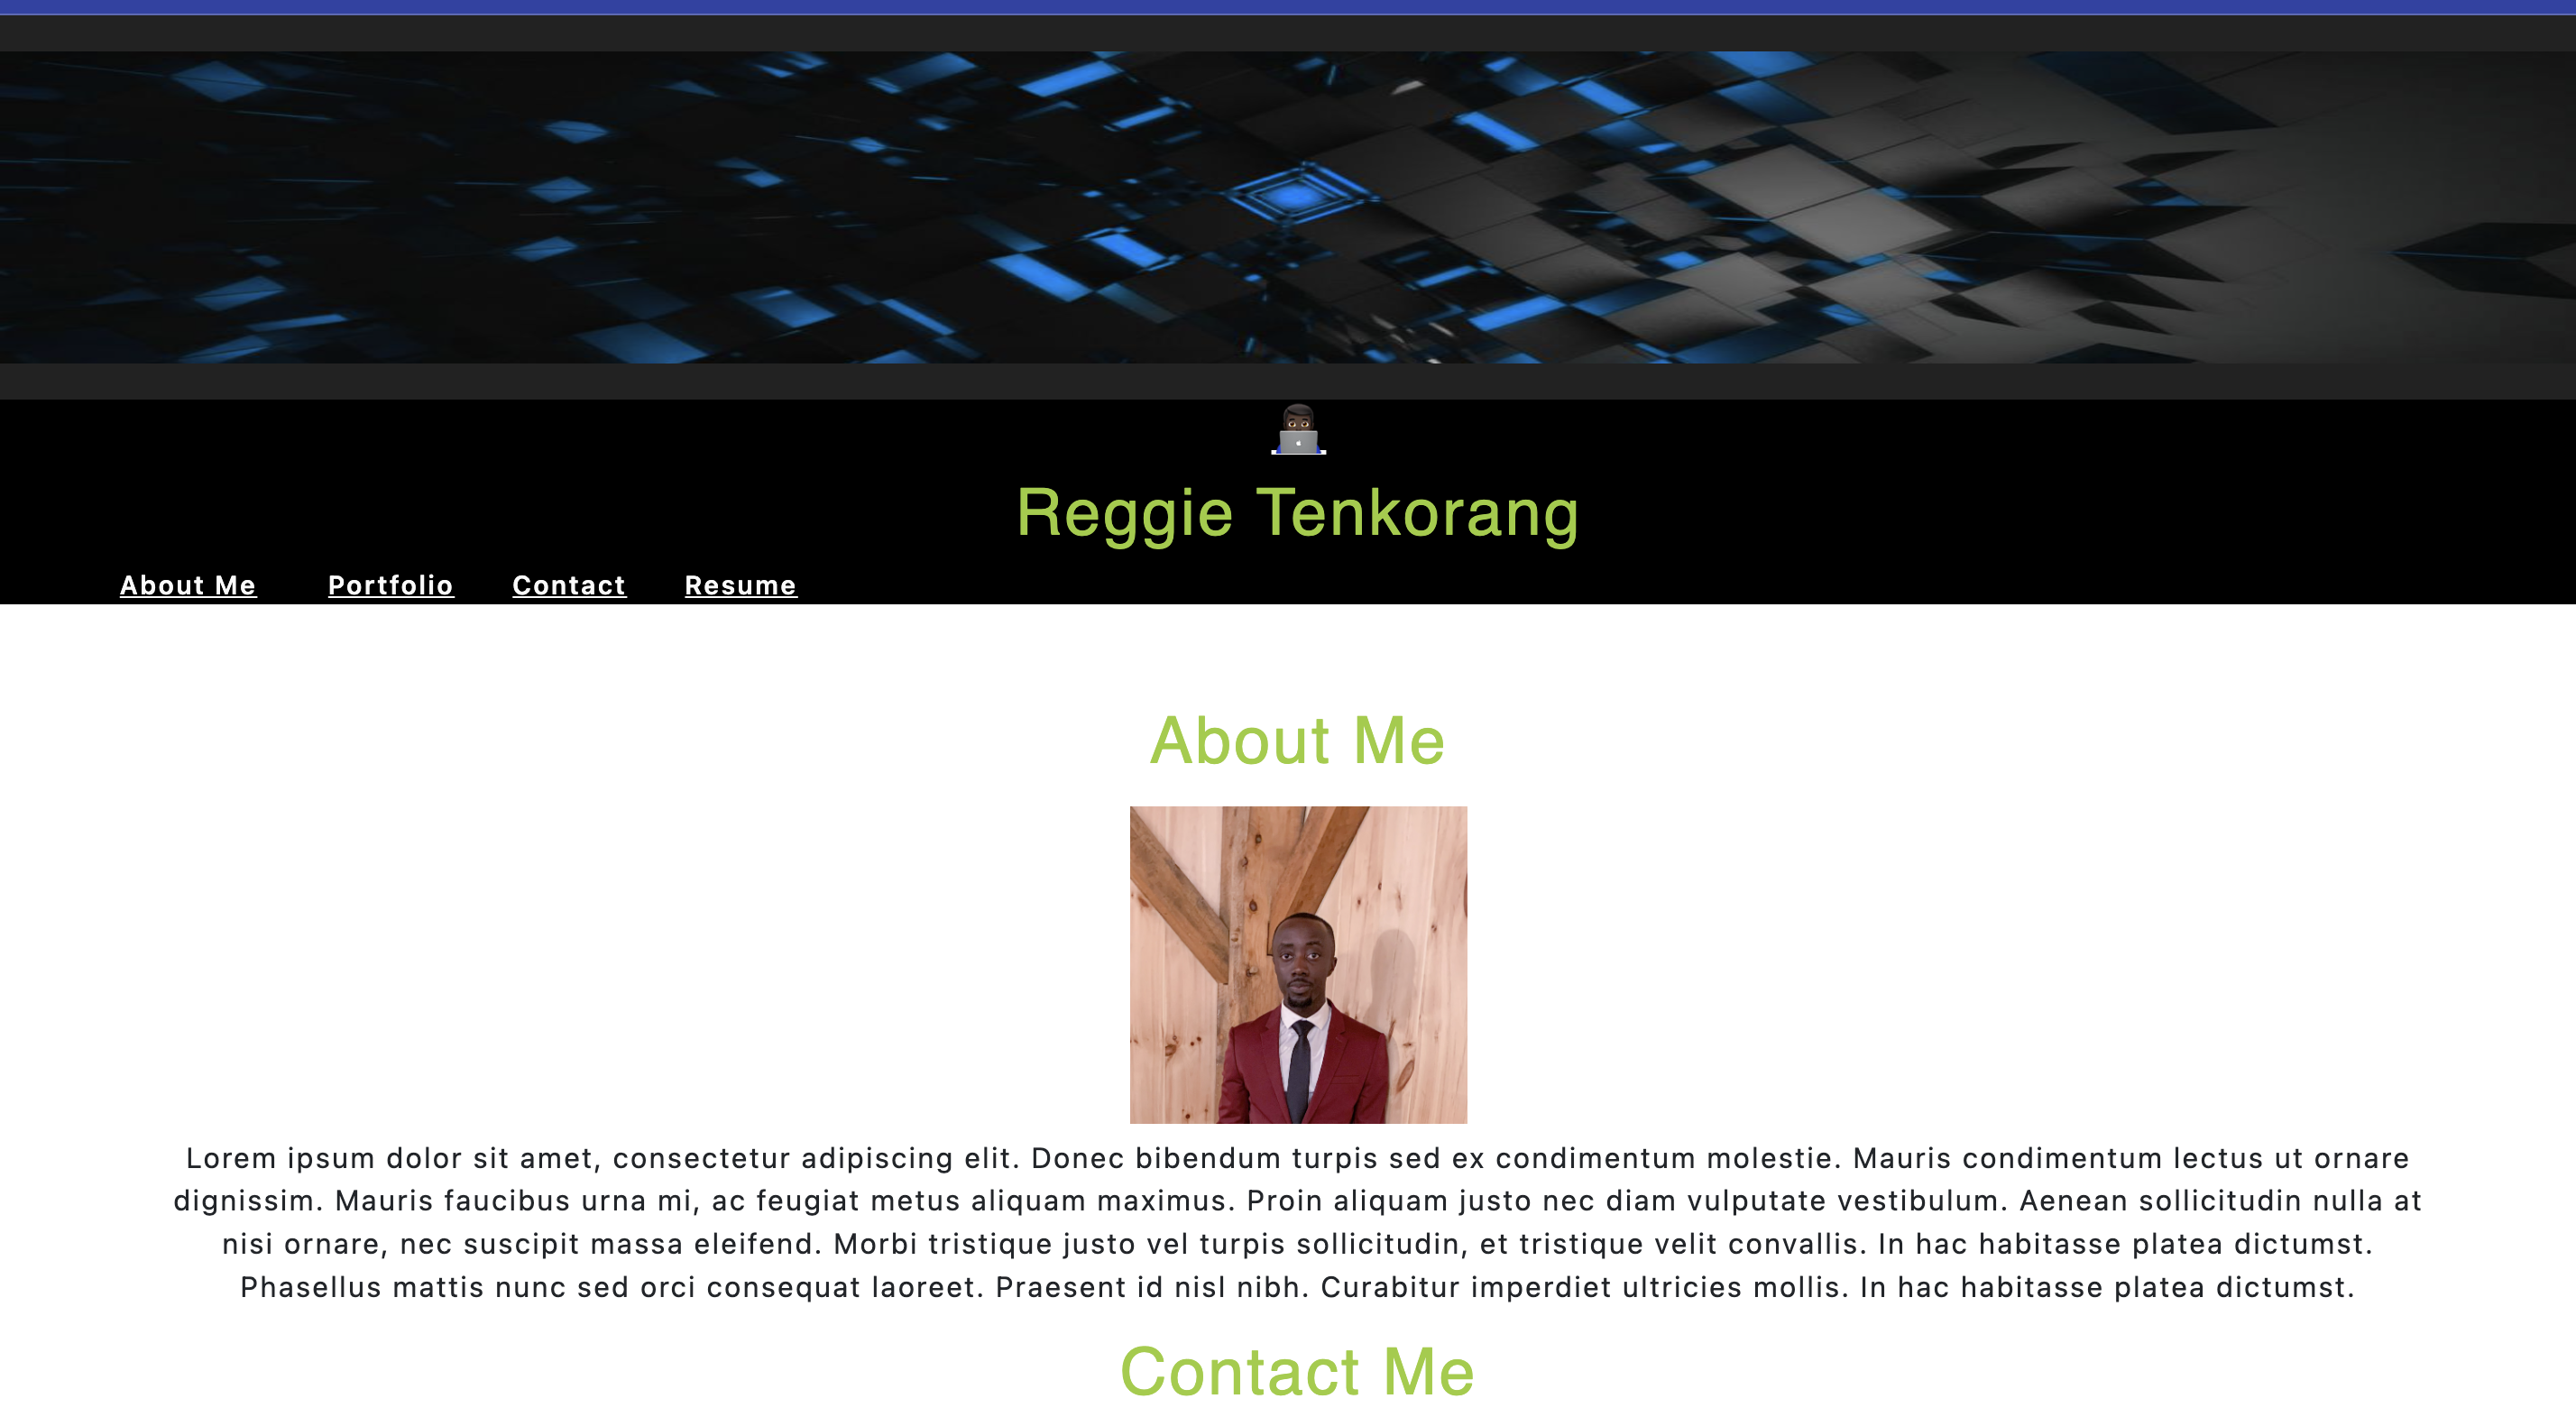 Reggie Tenkorang
About Me Portfolio Contact Resume
About Me
Lorem ipsum dolor sit amet, consectetur adipiscing elit. Donec bibendum turpis sed ex condimentum molestie. Mauris condimentum lectus ut ornare
dignissim. Mauris faucibus urna mi, ac feugiat metus aliquam maximus. Proin aliquam justo nec diam vulputate vestibulum. Aenean sollicitudin nulla at
nisi ornare, nec suscipit massa eleifend. Morbi tristique justo vel turpis sollicitudin, et tristique velit convallis. In hac habitasse platea dictumst.
Phasellus mattis nunc sed orci consequat laoreet. Praesent id nisl nibh. Curabitur imperdiet ultricies mollis. In hac habitasse platea dictumst.
Contact Me